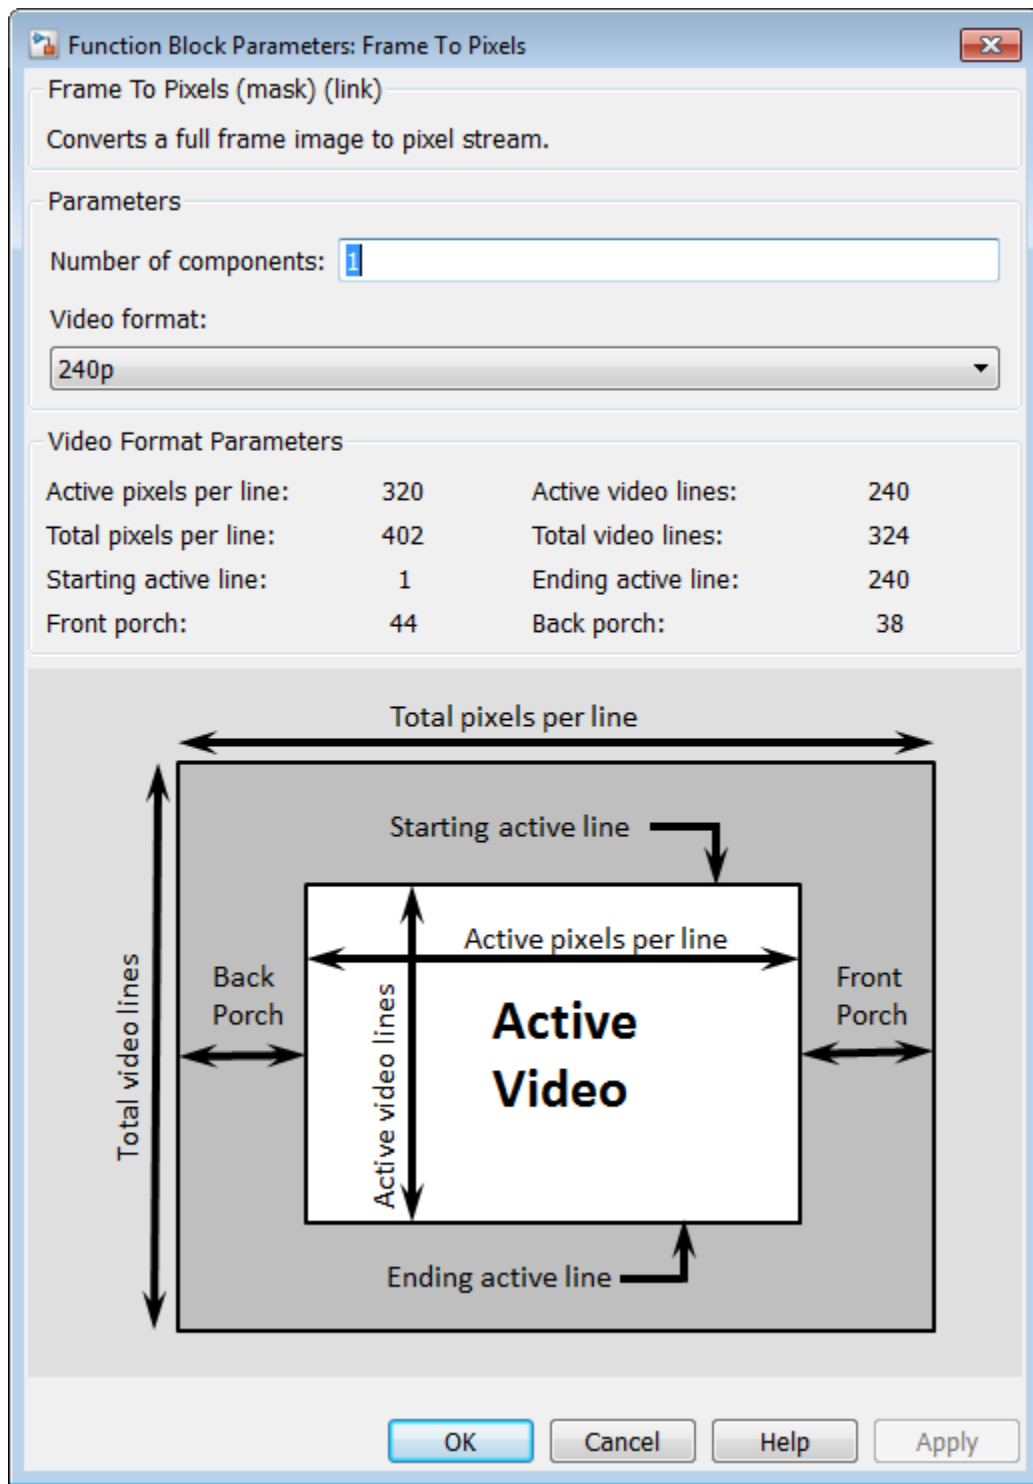 Function Block Parameters: Frame To Pixels
Frame To Pixels (mask) (link)
Converts a full frame image to pixel stream.
Parameters
Number of components: 1
Video format:
240p
Video Format Parameters
Active pixels per line: 320 Active video lines: 240
Total pixels per line: 402 Total video lines: 324
Starting active line: 1 Ending active line: 240
Front porch: 44 Back porch: 38
Total pixels per line
Starting active line
Active pixels per line
Back
Porch
Front
Porch
Total video lines
Active video lines
Active
Video
Ending active line
OK Cancel Help Apply